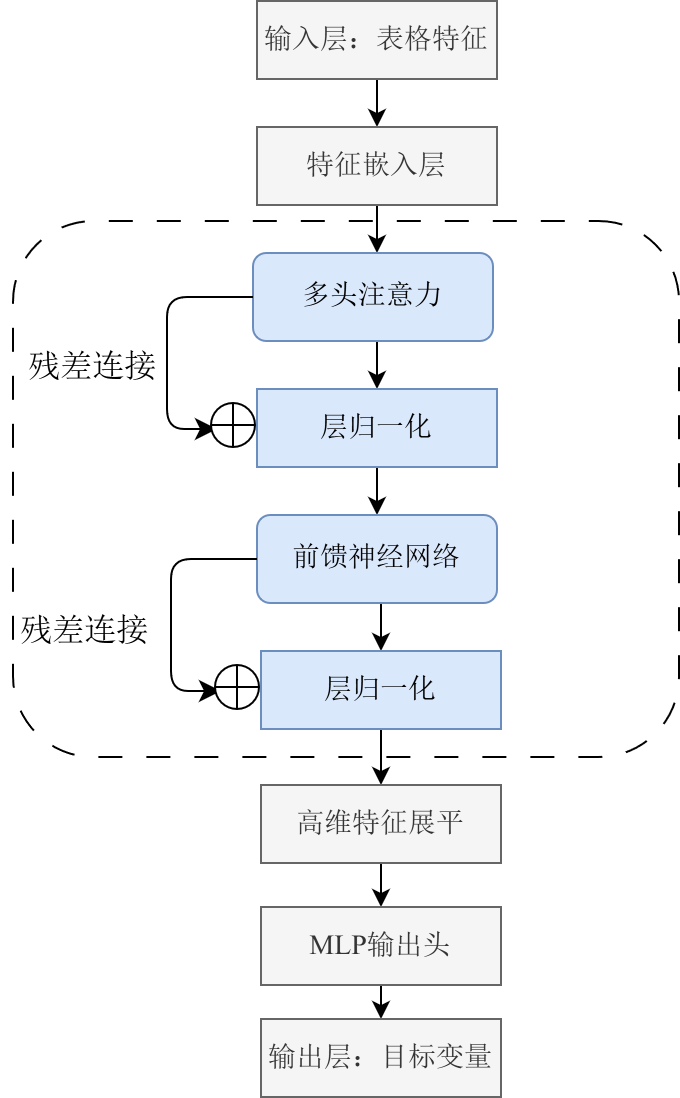 输入层：表格特征
特征嵌入层
多头注意力
残差连接
层归一化
前馈神经网络
残差连接
层归一化
高维特征展平
MLP输出头
输出层：目标变量